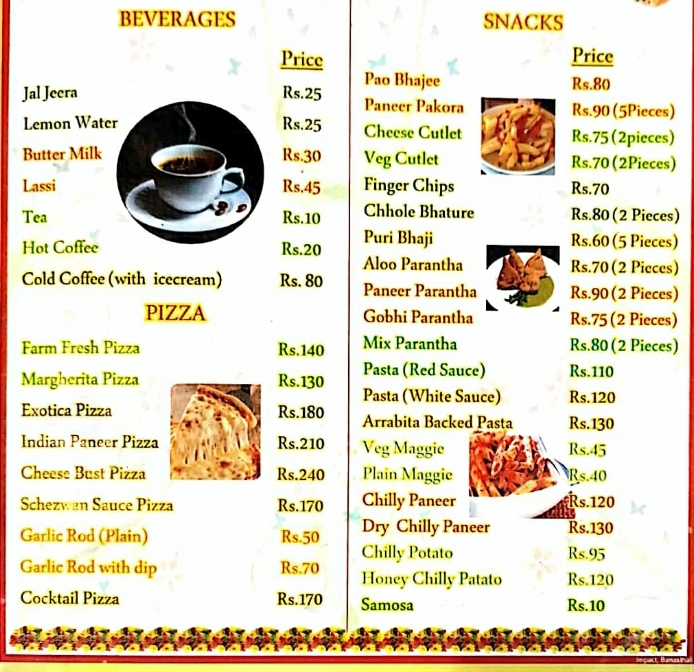 BEVERAGES
Price
Jal Jeera Rs.25
Lemon Water Rs.25
Butter Milk Rs.30
Lassi Rs.45
Tea Rs.10
Hot Coffee Rs.20
Cold Coffee (with icecream) Rs. 80
PIZZA
Farm Fresh Pizza Rs.140
Margherita Pizza Rs.130
Exotica Pizza Rs.180
Indian Paneer Pizza Rs.210
Cheese Bust Pizza Rs.240
Schezwan Sauce Pizza Rs.170
Garlic Rod (Plain) Rs.50
Garlic Rod with dip Rs.70
Cocktail Pizza Rs.170
SNACKS
Price
Pao Bhajee Rs.80
Paneer Pakora Rs.90 (5Pieces)
Cheese Cutlet Rs.75 (2pieces)
Veg Cutlet Rs.70 (2Pieces)
Finger Chips Rs.70
Chhole Bhature Rs.80 (2 Pieces)
Puri Bhaji Rs.60 (5 Pieces)
Aloo Parantha Rs.70 (2 Pieces)
Paneer Parantha Rs.90 (2 Pieces)
Gobhi Parantha Rs.75 (2 Pieces)
Mix Parantha Rs.80 (2 Pieces)
Pasta (Red Sauce) Rs.110
Pasta (White Sauce) Rs.120
Arrabita Backed Pasta Rs.130
Veg Maggie Rs.45
Plain Maggie Rs.40
Chilly Paneer Rs.120
Dry Chilly Paneer Rs.130
Chilly Potato Rs.95
Honey Chilly Patato Rs.120
Samosa Rs.10
Impact,